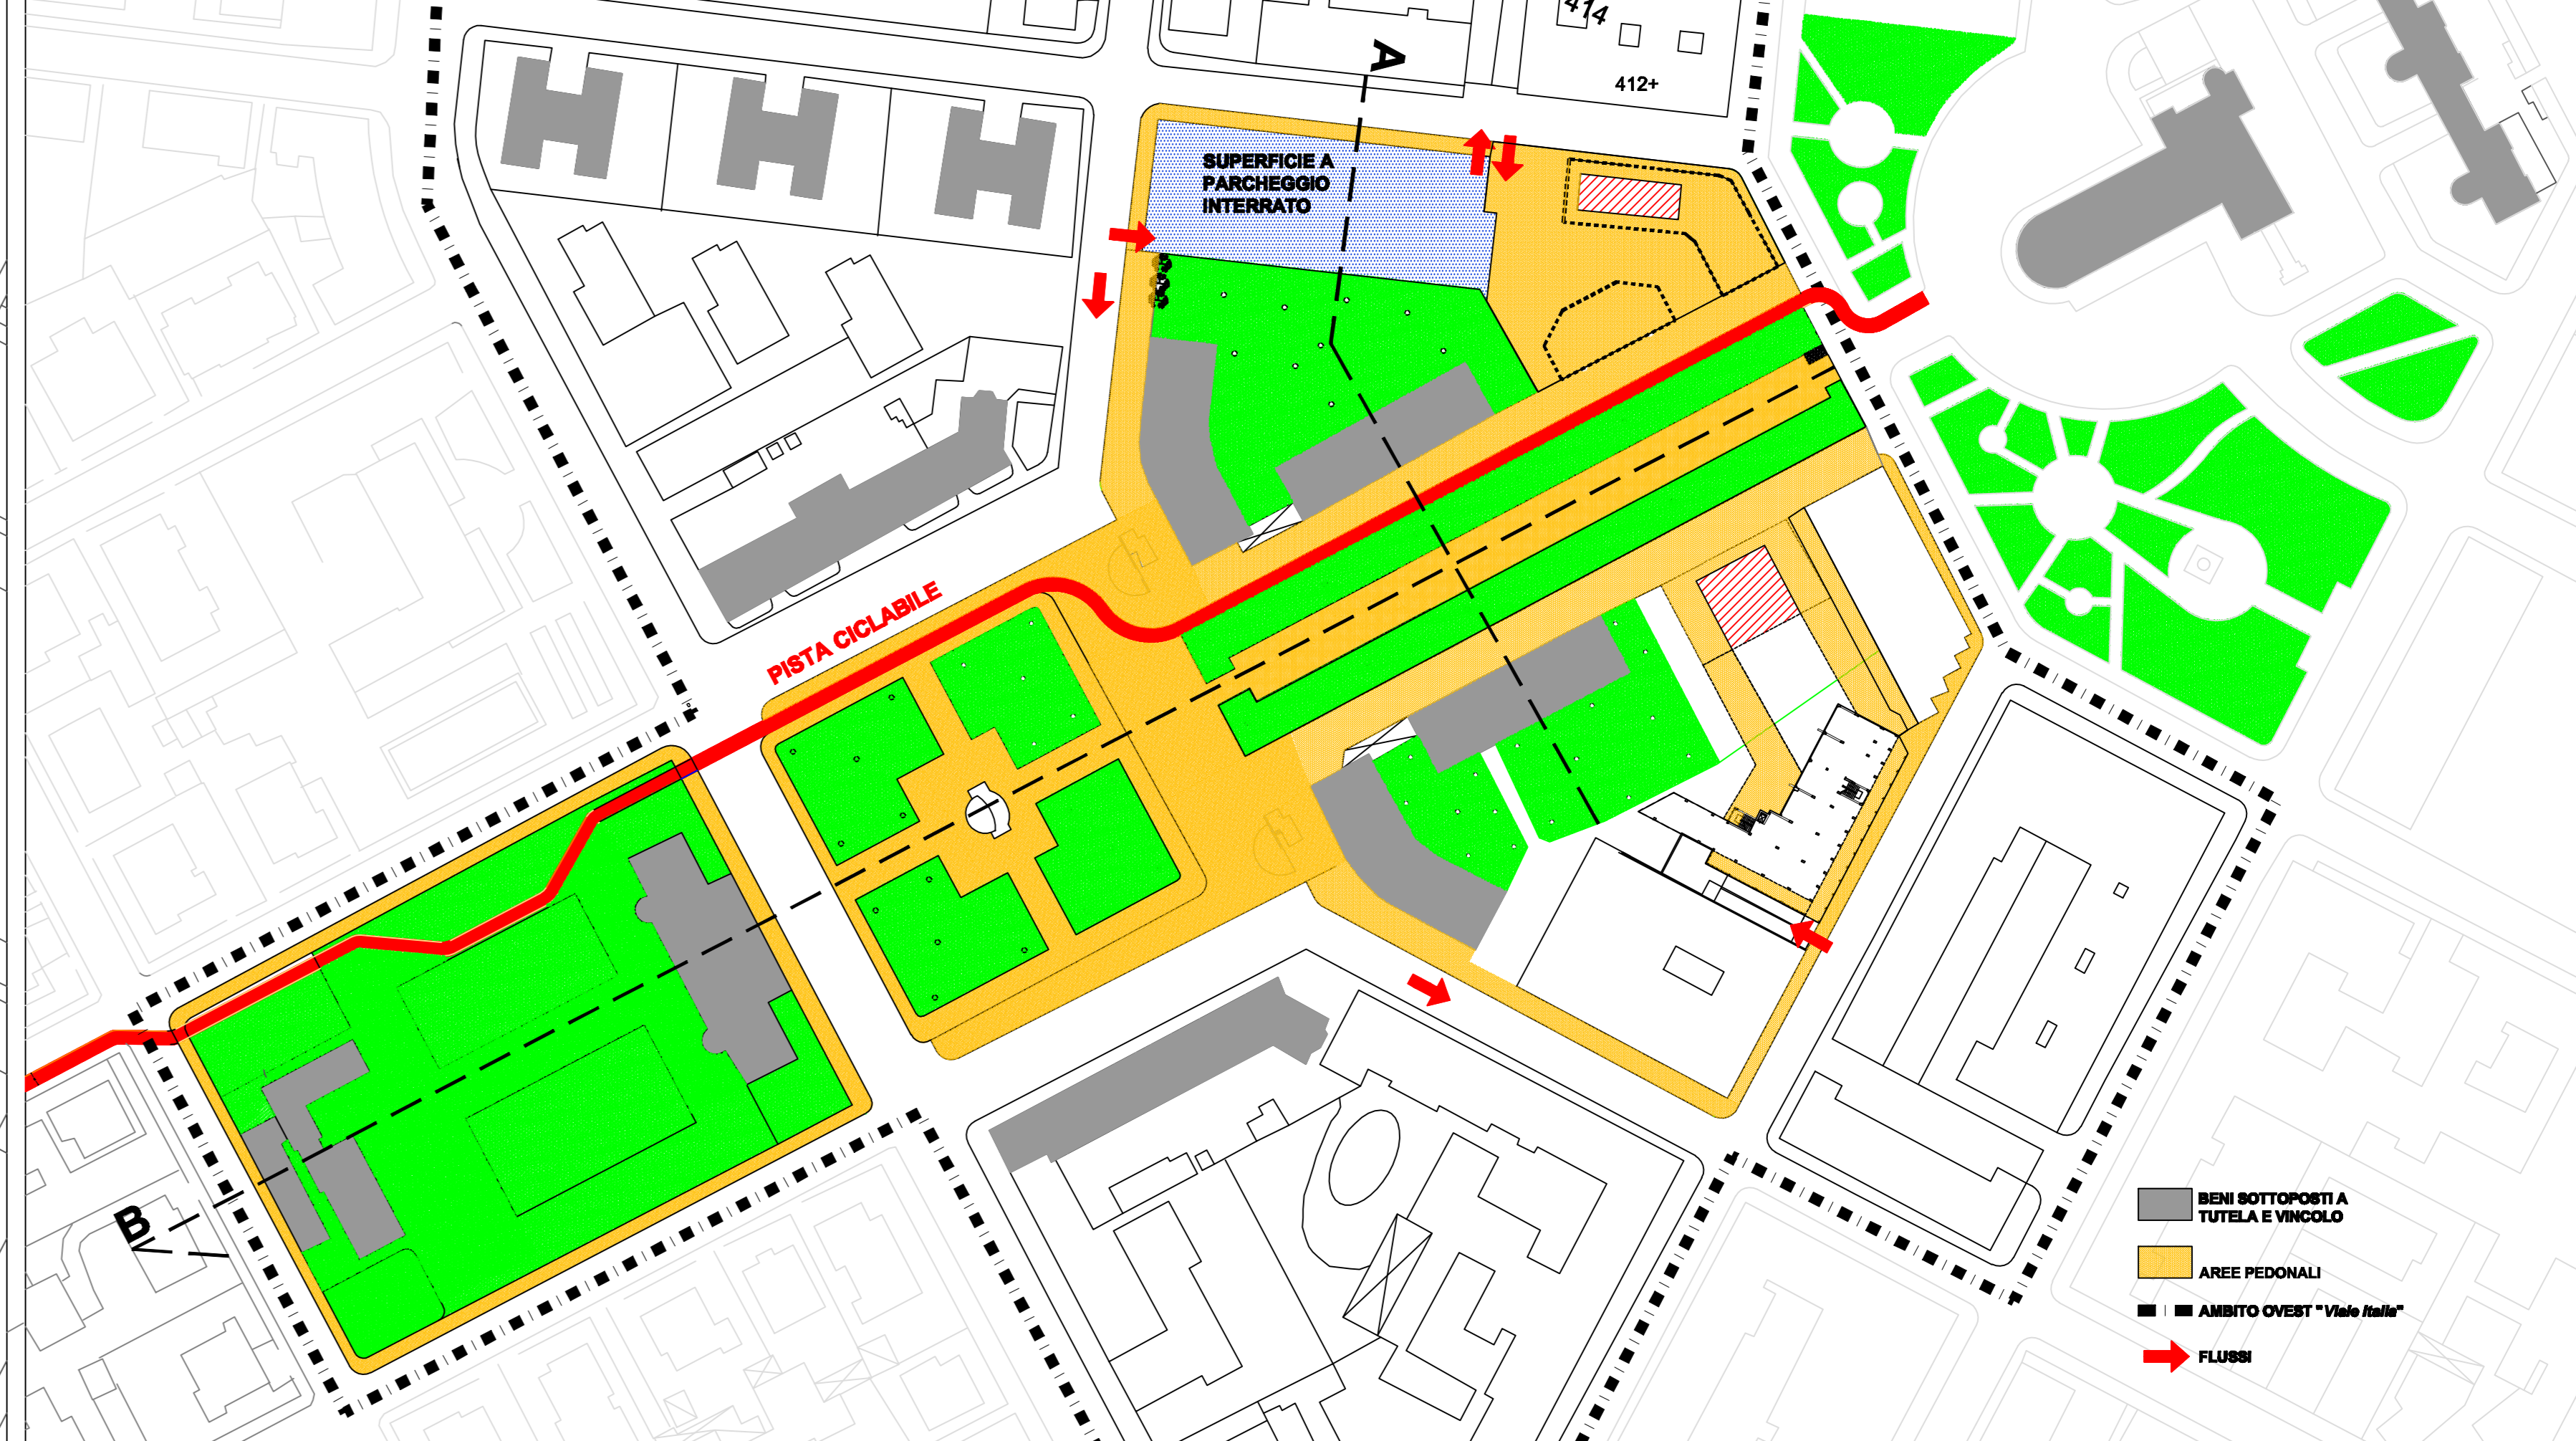 414
412+
A
SUPERFICIE A
PARCHEGGIO
INTERRATO
PISTA CICLABILE
B
BENI SOTTOPOSTI A
TUTELA E VINCOLO
AREE PEDONALI
AMBITO OVEST "Viale Italia"
FLUSSI